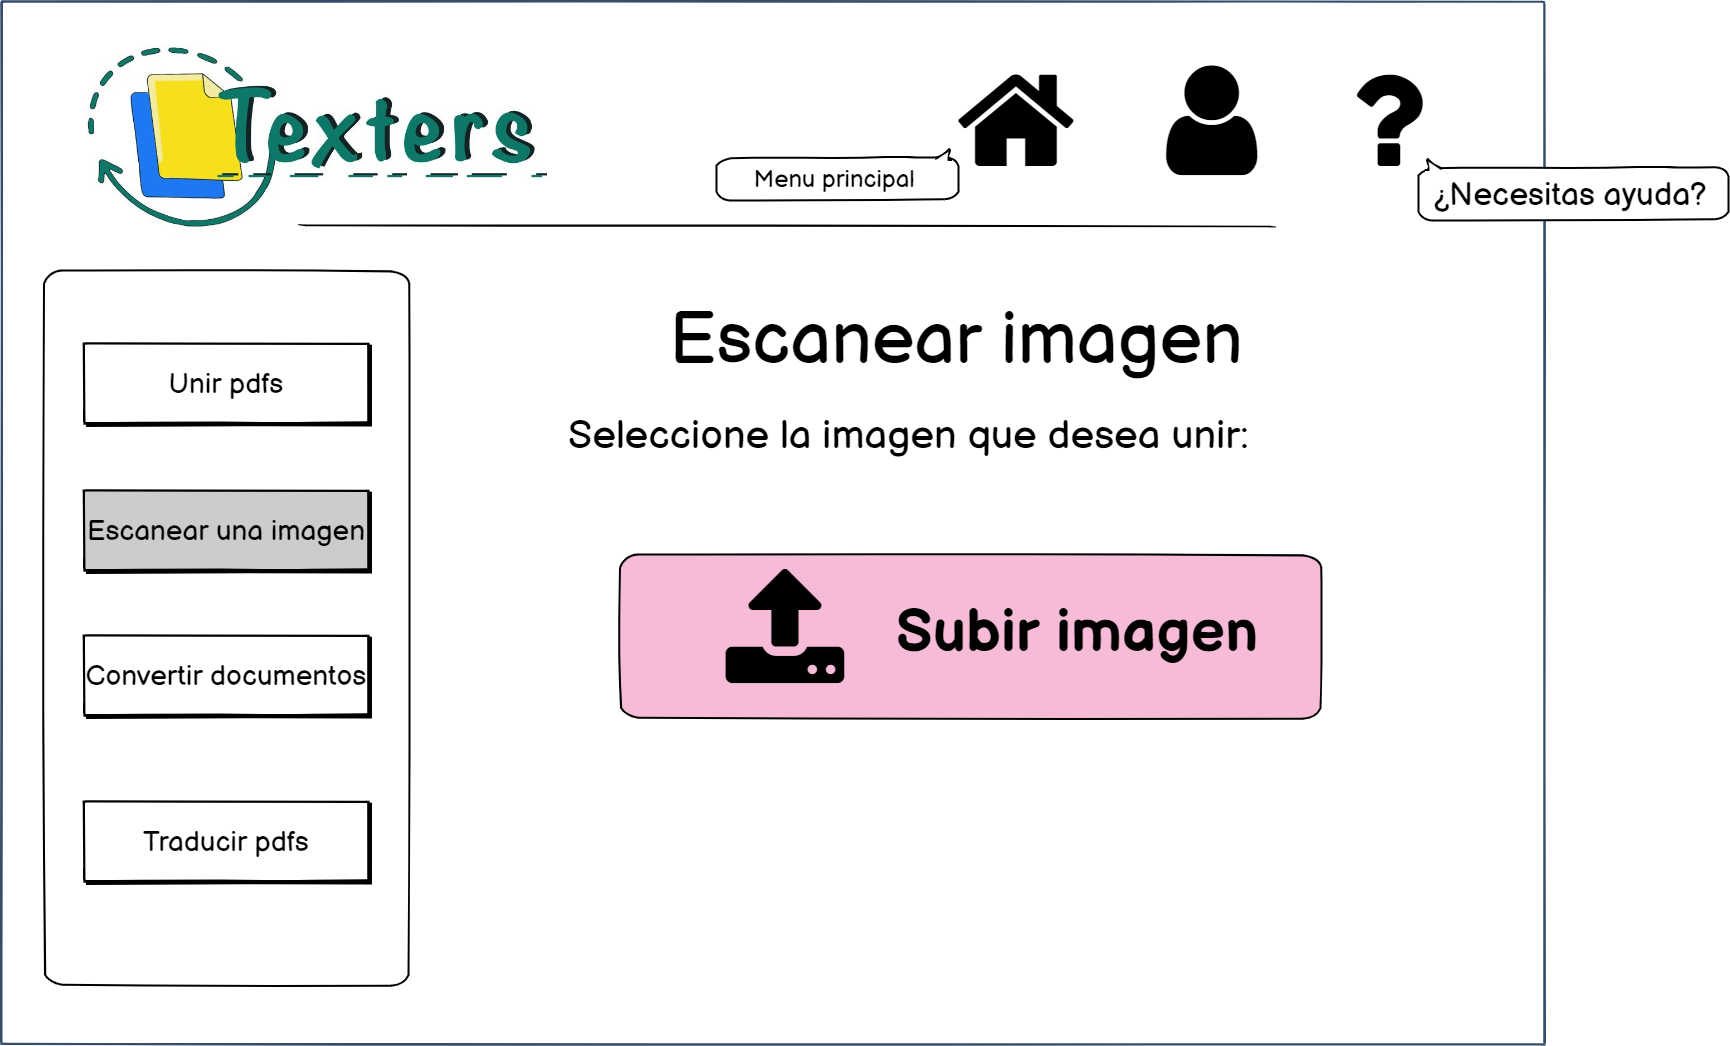 Texters
Menu principal
¿Necesitas ayuda?
Unir pdfs
Escanear una imagen
Convertir documentos
Traducir pdfs
Escanear imagen
Seleccione la imagen que desea unir:
Subir imagen